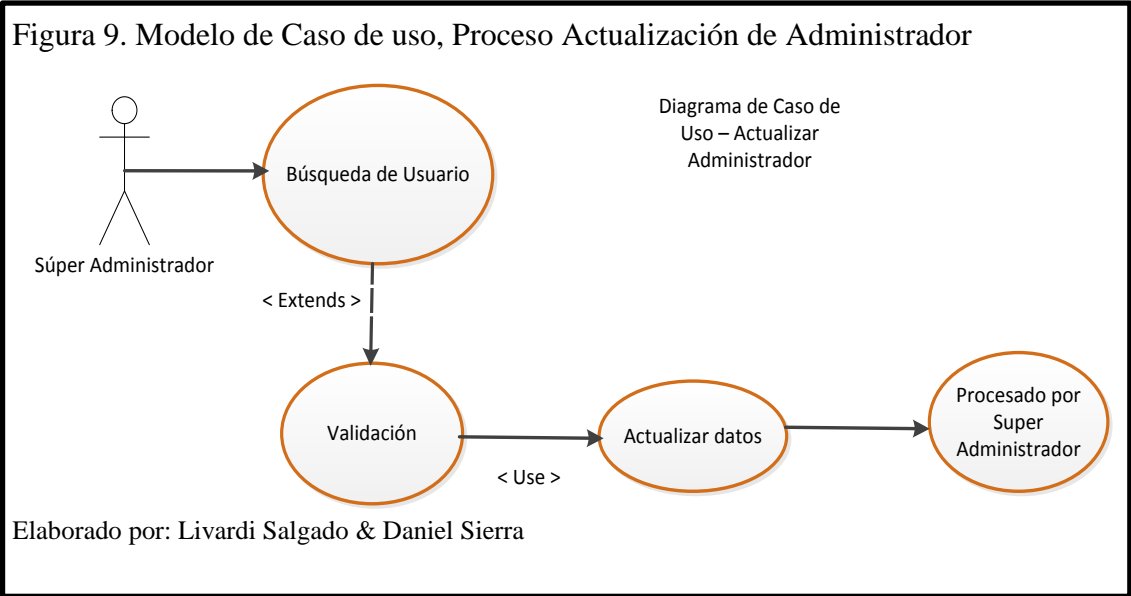 Figura 9. Modelo de Caso de uso, Proceso Actualización de Administrador
Diagrama de Caso de
Uso – Actualizar
Administrador
Búsqueda de Usuario
Súper Administrador
< Extends >
Validación
< Use >
Actualizar datos
Procesado por
Super
Administrador
Elaborado por: Livardi Salgado & Daniel Sierra